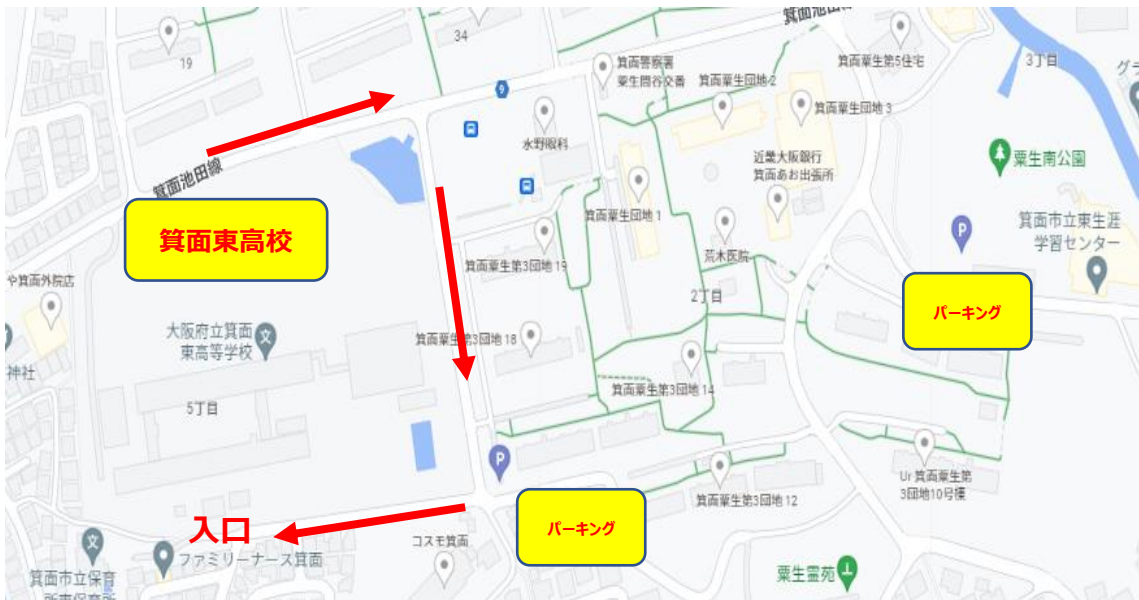 箕面池田線
3丁目
19
34
箕面警察署
粟生間谷交番
箕面粟生第5住宅
グラ
箕面粟生団地 2
9
箕面粟生団地 3
水野眼科
近畿大阪銀行
箕面あお出張所
粟生南公園
箕面池田線
箕面東高校
箕面粟生団地 1
箕面市立東生涯
学習センター
P
箕面粟生第3団地 19
荒木医院
や箕面外院店
2丁目
パーキング
大阪府立箕面
東高等学校
箕面粟生第3団地 18
神社
箕面粟生第3団地 14
5丁目
P
Ur 箕面粟生第
3団地10号棟
箕面粟生第3団地 12
入口
パーキング
コスモ箕面
ファミリーナース箕面
箕面市立保育
所東保育所
粟生霊苑